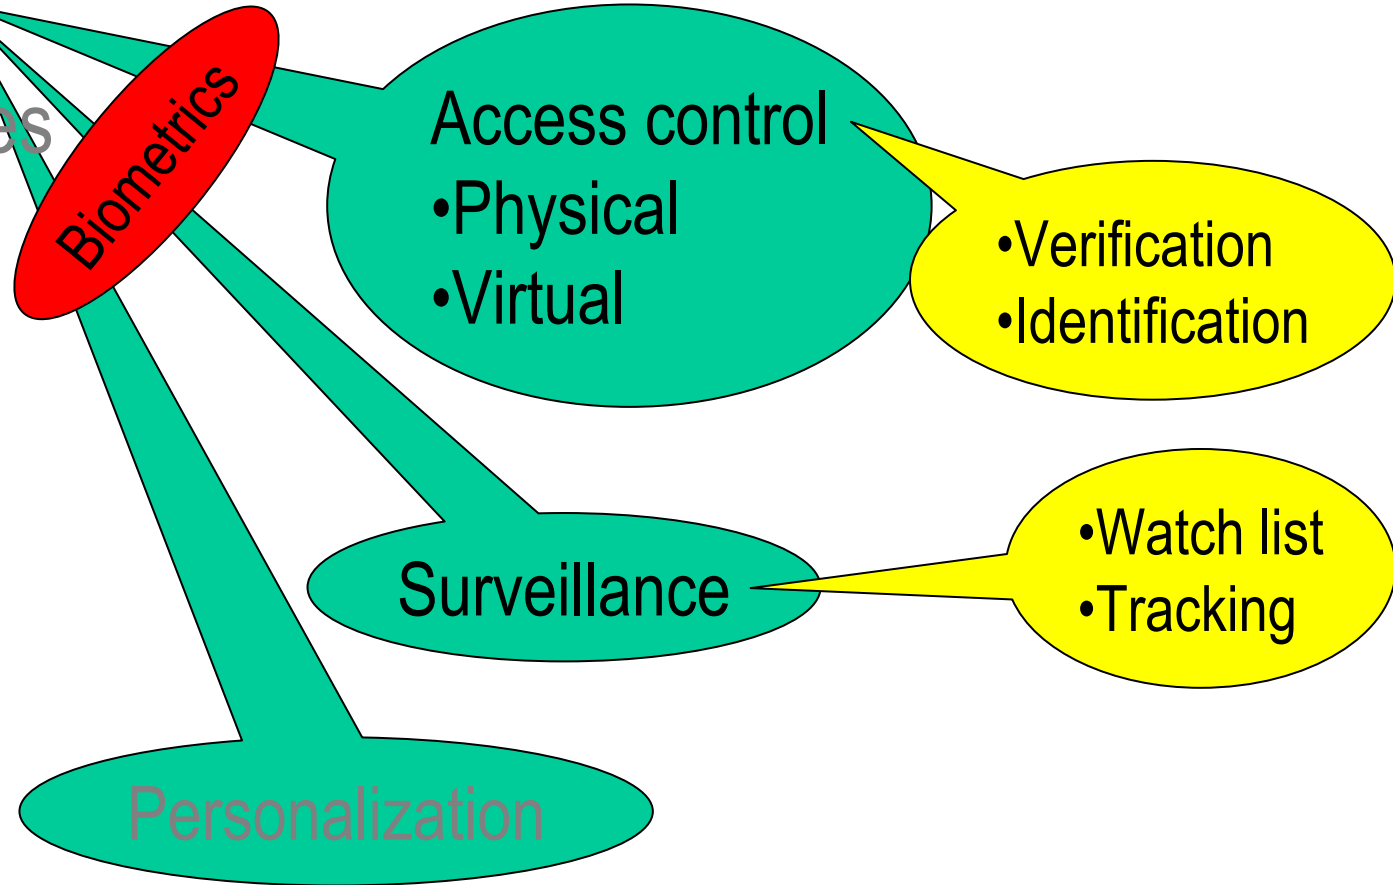 Biometrics
Access control
•Physical
•Virtual
•Verification
•Identification
Surveillance
•Watch list
•Tracking
Personalization